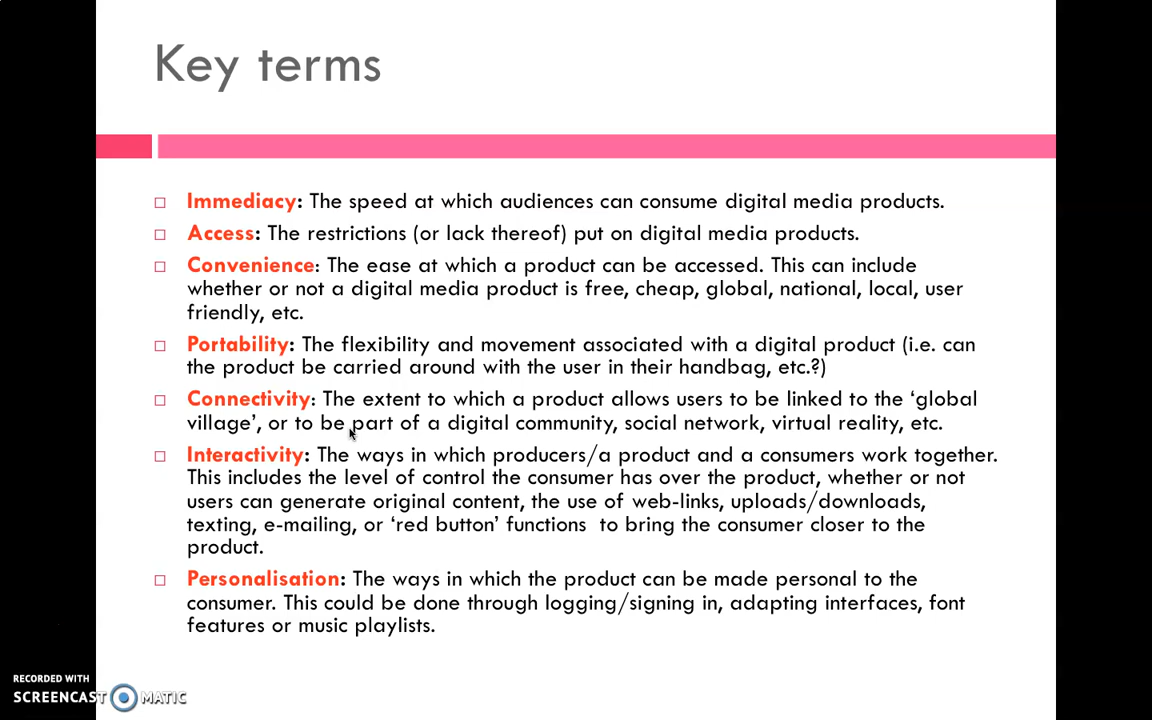 Key terms
Immediacy: The speed at which audiences can consume digital media products.
Access: The restrictions (or lack thereof) put on digital media products.
Convenience: The ease at which a product can be accessed. This can include
whether or not a digital media product is free, cheap, global, national, local, user
friendly, etc.
Portability: The flexibility and movement associated with a digital product (i.e. can
the product be carried around with the user in their handbag, etc.?)
Connectivity: The extent to which a product allows users to be linked to the ‘global
village’, or to be part of a digital community, social network, virtual reality, etc.
Interactivity: The ways in which producers/a product and a consumers work together.
This includes the level of control the consumer has over the product, whether or not
users can generate original content, the use of web-links, uploads/downloads,
texting, e-mailing, or ‘red button’ functions to bring the consumer closer to the
product.
Personalisation: The ways in which the product can be made personal to the
consumer. This could be done through logging/signing in, adapting interfaces, font
features or music playlists.
RECORDED WITH
SCREENCAST MATIC